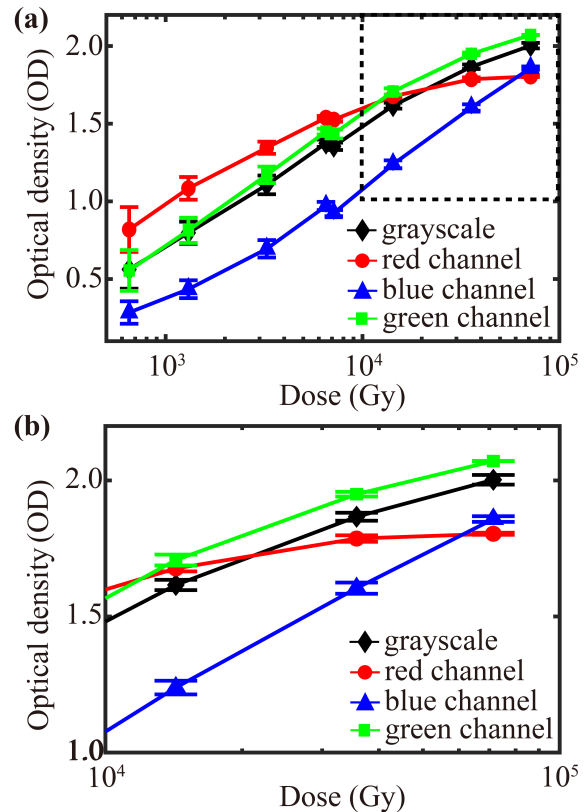 (a)
2.0
1.5
1.0
0.5
Optical density (OD)
grayscale
red channel
blue channel
green channel
10³
10⁴
10⁵
Dose (Gy)
(b)
2.0
1.5
1.0
Optical density (OD)
grayscale
red channel
blue channel
green channel
10⁴
10⁵
Dose (Gy)